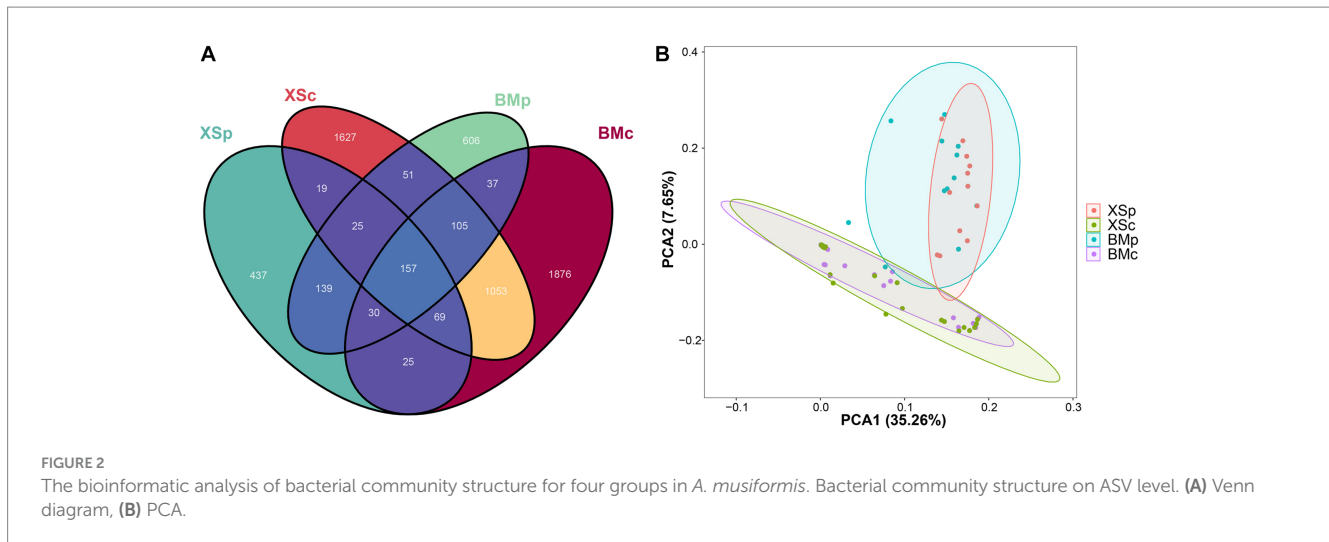 A
XSp
XSc
BMp
BMc
1627
606
19
51
37
25
105
437
157
1876
139
1053
30
69
25
B
0.4
0.2
0.0
−0.2
PCA2 (7.65%)
−0.1
0.0
0.1
0.2
0.3
PCA1 (35.26%)
XSp
XSc
BMp
BMc
FIGURE 2
The bioinformatic analysis of bacterial community structure for four groups in A. musiformis. Bacterial community structure on ASV level. (A) Venn
diagram, (B) PCA.